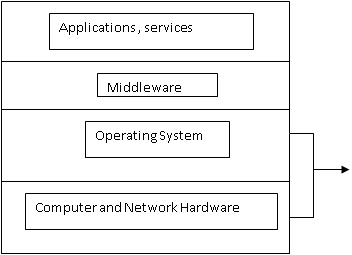 Applications, services
Middleware
Operating System
Computer and Network Hardware